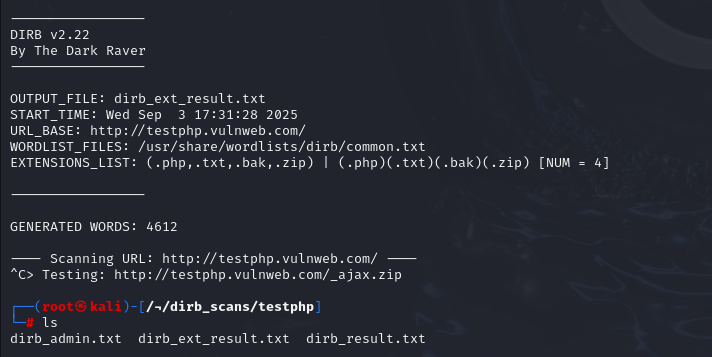 -----------------
DIRB v2.22
By The Dark Raver
-----------------
OUTPUT_FILE: dirb_ext_result.txt
START_TIME: Wed Sep  3 17:31:28 2025
URL_BASE: http://testphp.vulnweb.com/
WORDLIST_FILES: /usr/share/wordlists/dirb/common.txt
EXTENSIONS_LIST: (.php,.txt,.bak,.zip) | (.php)(.txt)(.bak)(.zip) [NUM = 4]
-----------------
GENERATED WORDS: 4612
---- Scanning URL: http://testphp.vulnweb.com/ ----
^C> Testing: http://testphp.vulnweb.com/_ajax.zip
┌──(root㉿kali)-[/¬/dirb_scans/testphp]
└─# ls
dirb_admin.txt  dirb_ext_result.txt  dirb_result.txt